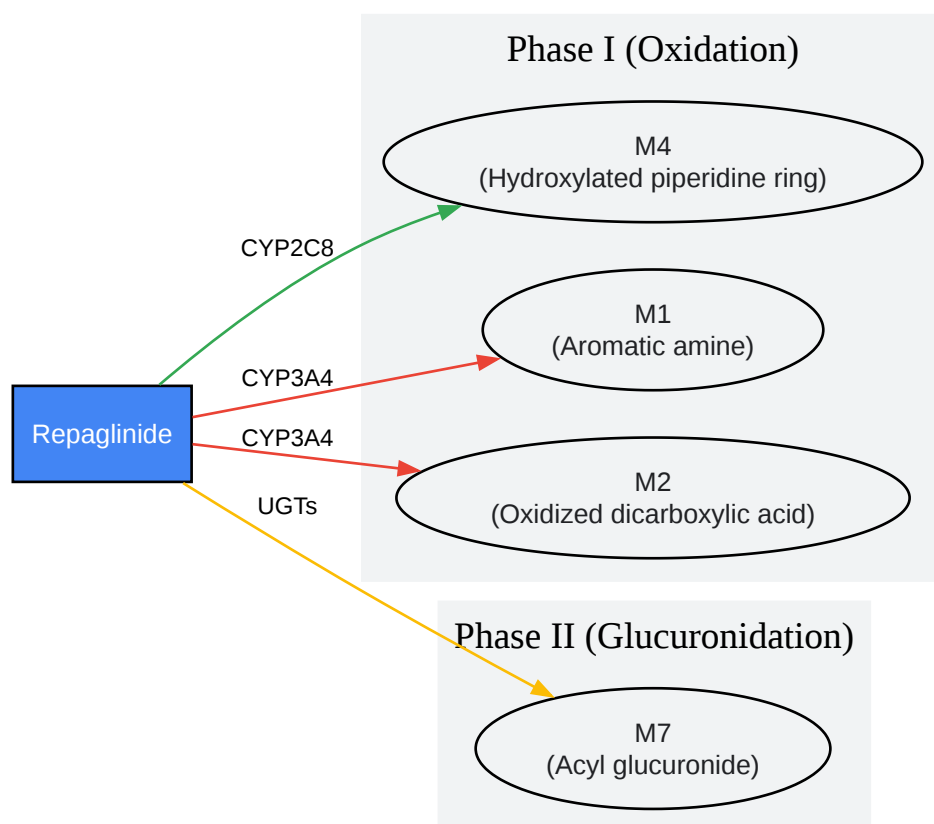 Phase I (Oxidation)
M4
(Hydroxylated piperidine ring)
CYP2C8
M1
(Aromatic amine)
CYP3A4
Repaglinide
CYP3A4
M2
(Oxidized dicarboxylic acid)
UGTs
Phase II (Glucuronidation)
M7
(Acyl glucuronide)